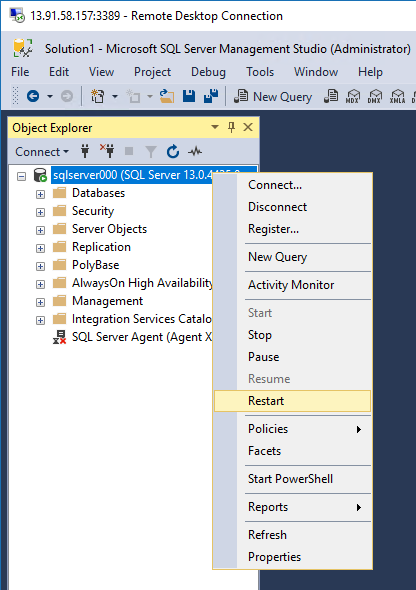 13.91.58.157:3389 - Remote Desktop Connection
Solution1 - Microsoft SQL Server Management Studio (Administrator)
File Edit View Project Debug Tools Window Help
New Query MDX DMX XMLA
Object Explorer
Connect
sqlserver000 (SQL Server 13.0.
Databases
Security
Server Objects
Replication
PolyBase
AlwaysOn High Availability
Management
Integration Services Catalo
SQL Server Agent (Agent X
Connect...
Disconnect
Register...
New Query
Activity Monitor
Start
Stop
Pause
Resume
Restart
Policies
Facets
Start PowerShell
Reports
Refresh
Properties